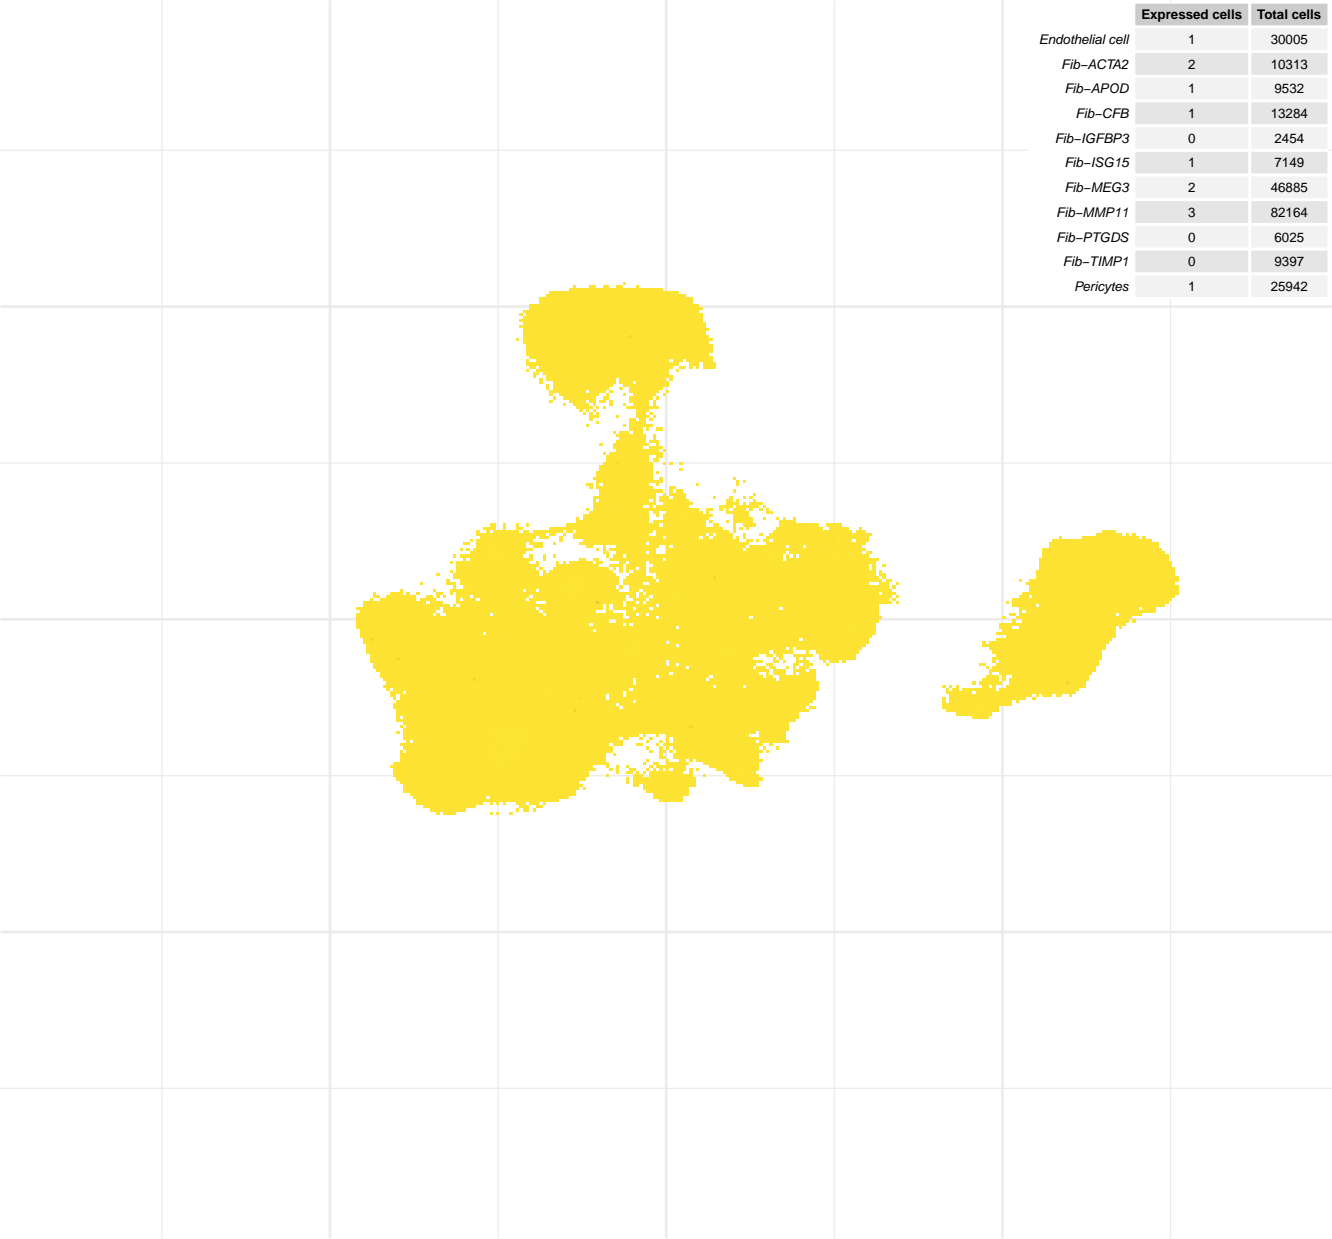 Expressed cells Total cells
Endothelial cell 1 30005
Fib−ACTA2 2 10313
Fib−APOD 1 9532
Fib−CFB 1 13284
Fib−IGFBP3 0 2454
Fib−ISG15 1 7149
Fib−MEG3 2 46885
Fib−MMP11 3 82164
Fib−PTGDS 0 6025
Fib−TIMP1 0 9397
Pericytes 1 25942